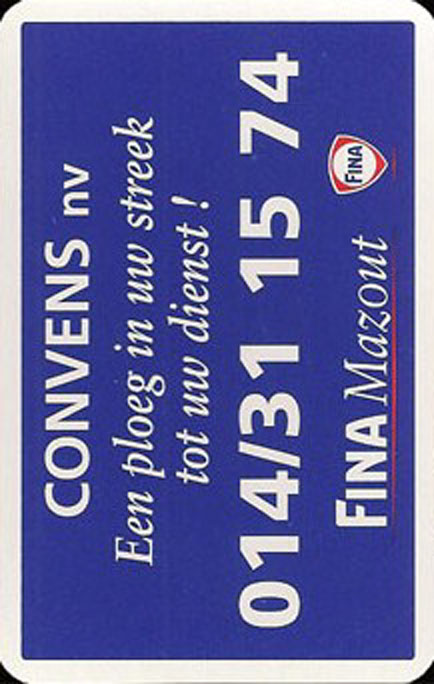 CONVENS nv
Een ploeg in uw streek
tot uw dienst !
014/31 15 74
FINA Mazout
FINA